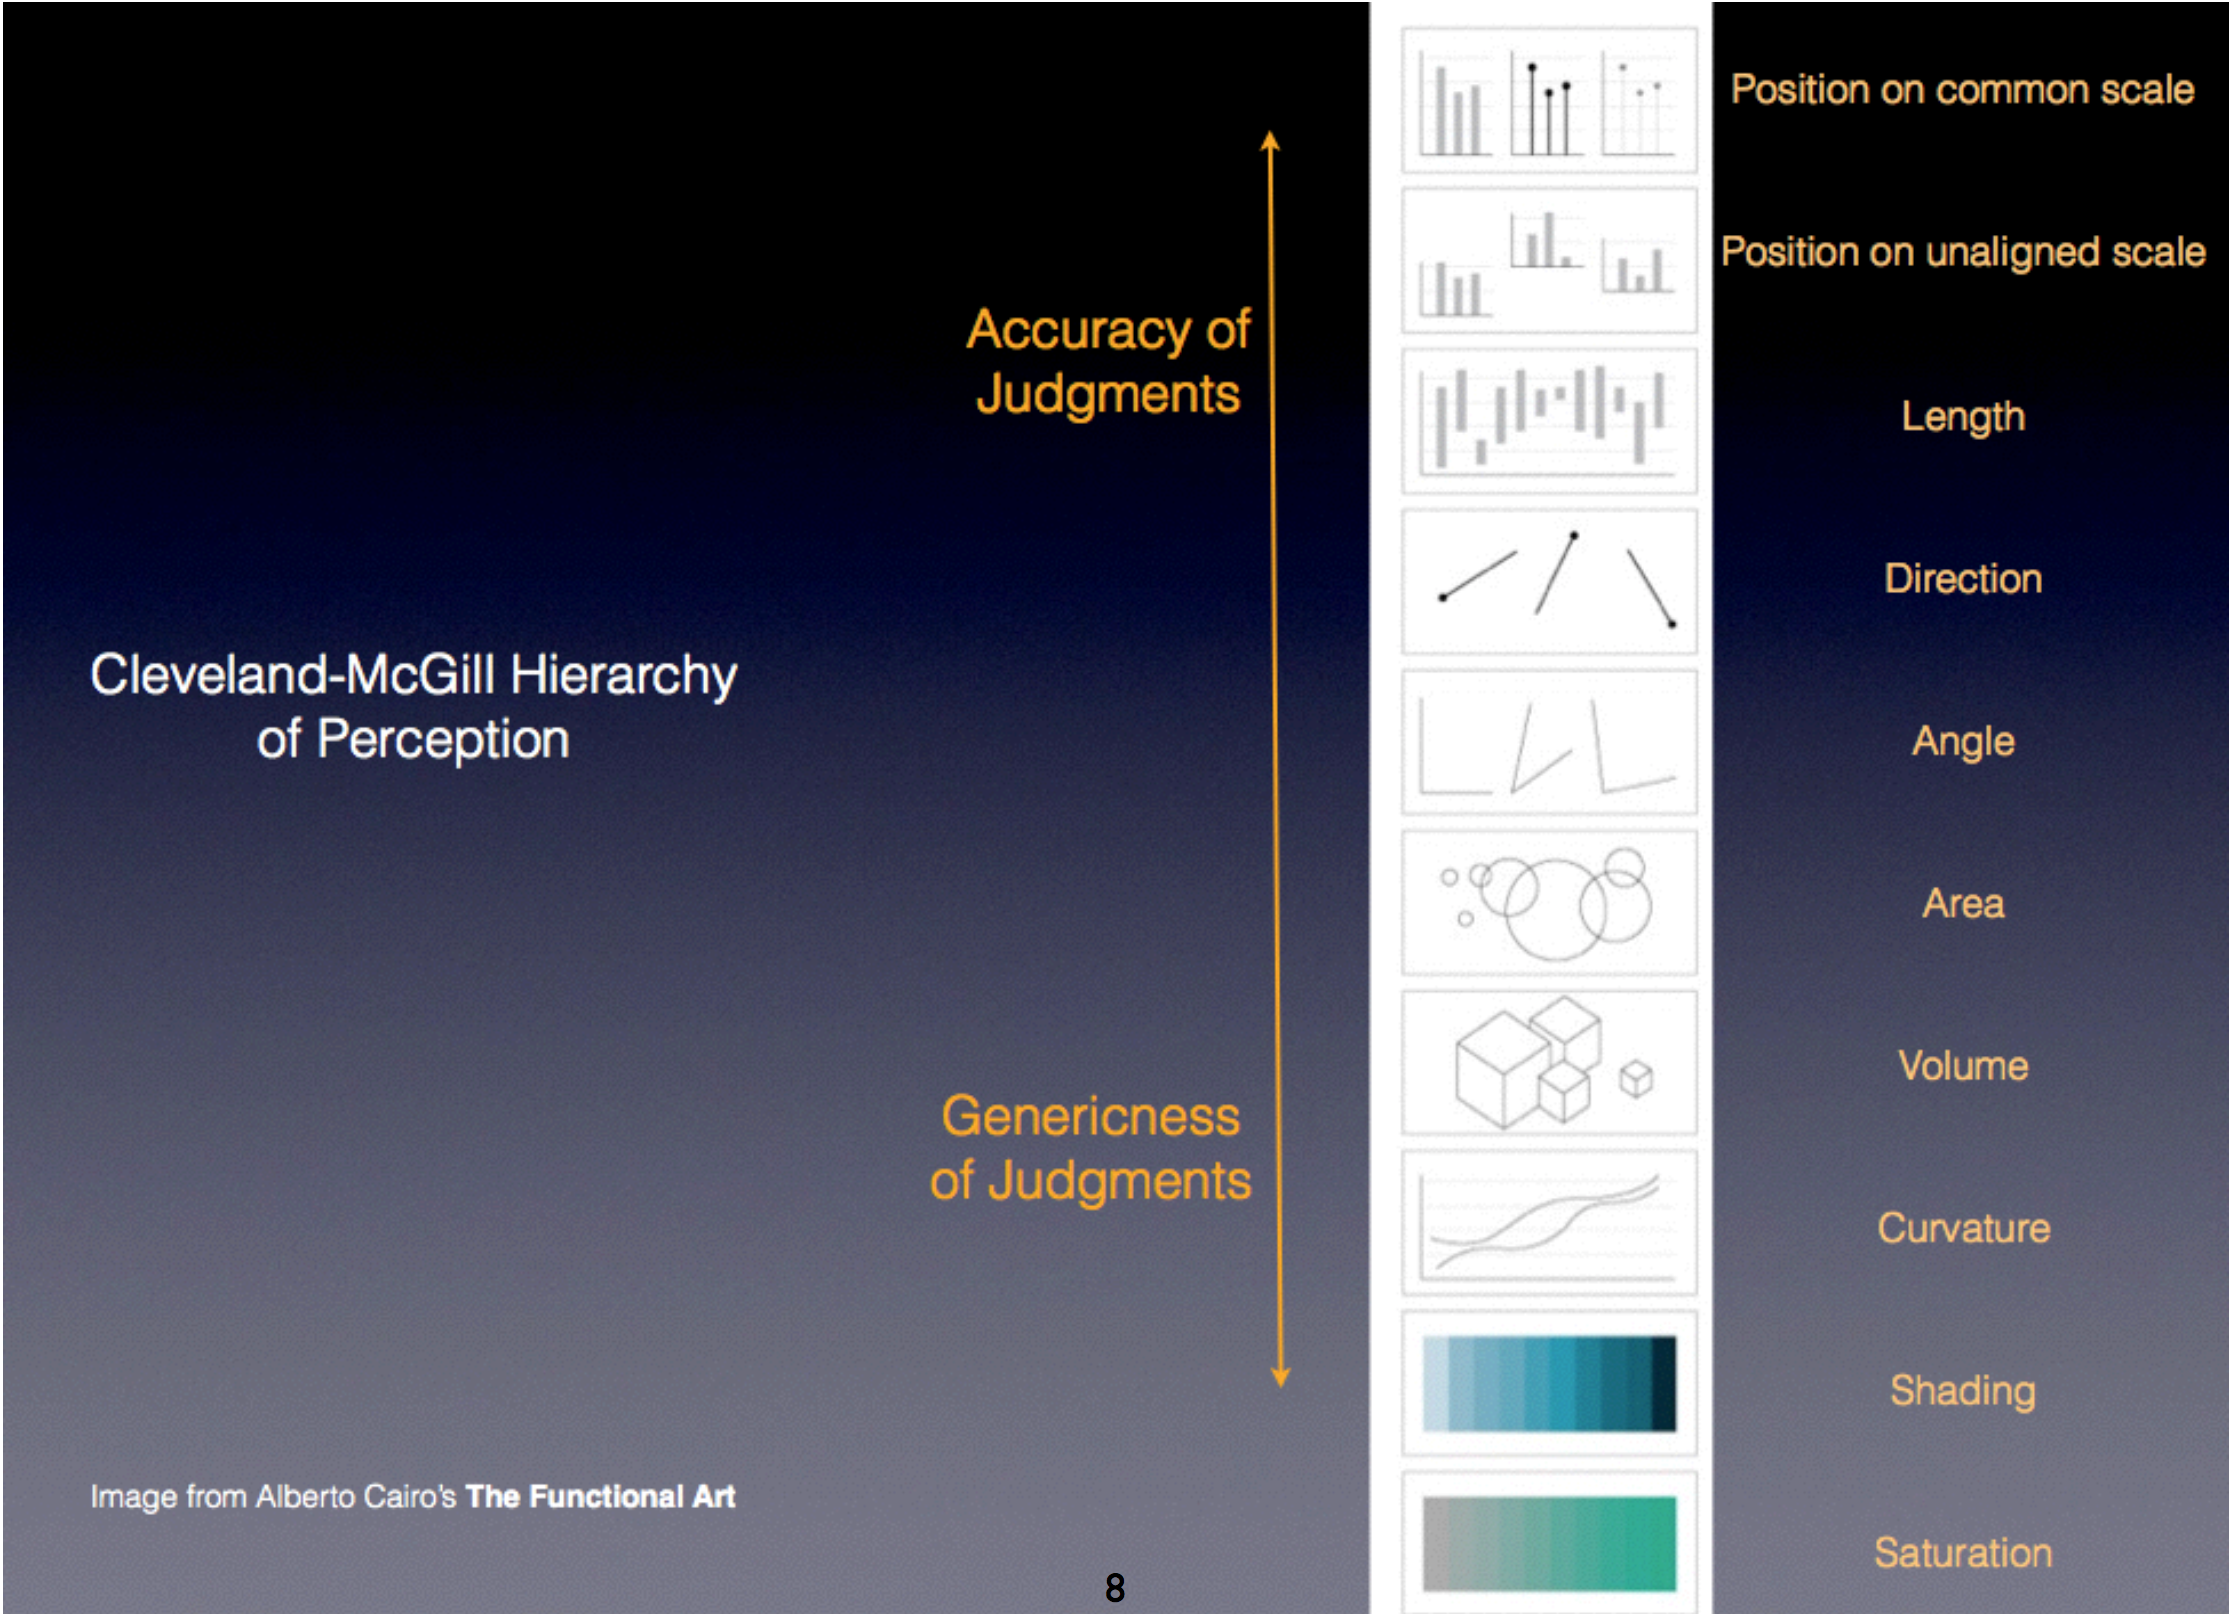 Position on common scale
Position on unaligned scale
Accuracy of
Judgments
Length
Direction
Cleveland-McGill Hierarchy
of Perception
Angle
Area
Volume
Genericness
of Judgments
Curvature
Shading
Image from Alberto Cairo's The Functional Art
Saturation
8